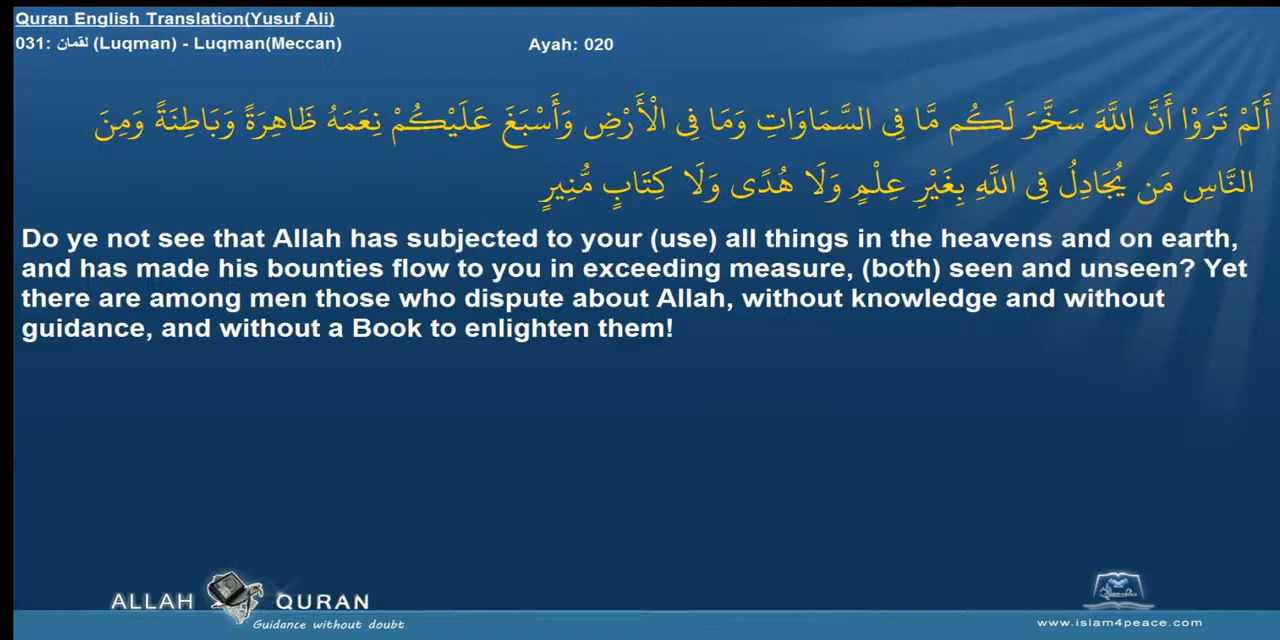 Quran English Translation(Yusuf Ali)
031: لقمان (Luqman) - Luqman(Meccan)
Ayah: 020
أَلَمْ تَرَوْا أَنَّ اللَّهَ سَخَّرَ لَكُم مَّا فِى السَّمَاوَاتِ وَمَا فِى الْأَرْضِ وَأَسْبَغَ عَلَيْكُمْ نِعَمَهُ ظَاهِرَةً وَبَاطِنَةً وَمِنَ
النَّاسِ مَن يُجَادِلُ فِى اللَّهِ بِغَيْرِ عِلْمٍ وَلَا هُدًى وَلَا كِتَابٍ مُّنِيرٍ
Do ye not see that Allah has subjected to your (use) all things in the heavens and on earth,
and has made his bounties flow to you in exceeding measure, (both) seen and unseen? Yet
there are among men those who dispute about Allah, without knowledge and without
guidance, and without a Book to enlighten them!
ALLAH QURAN
Guidance without doubt
www.islam4peace.com